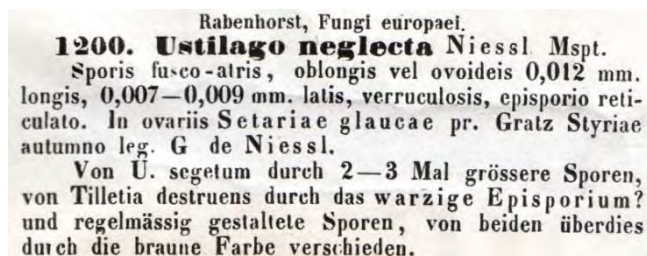 Rabenhorst, Fungi europaei.
1200. Ustilago neglecta Niessl Mspt.
Sporis fusco-atris, oblongis vel ovoideis 0,012 mm.
longis, 0,007—0,009 mm. latis, verruculosis, episporio reti-
culato. In ovariis Setariae glaucae pr. Gratz Styriae
autumno leg. G de Niessl.
Von U. segetum durch 2—3 Mal grössere Sporen,
von Tilletia destruens durch das warzige Episporium?
und regelmässig gestaltete Sporen, von beiden überdies
durch die braune Farbe verschieden.